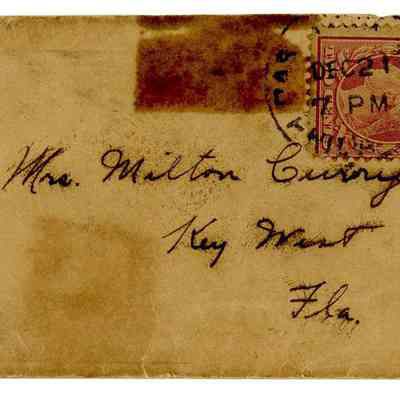 DEC 21
7 PM
Mrs. Milton Curry
Key West
Fla.